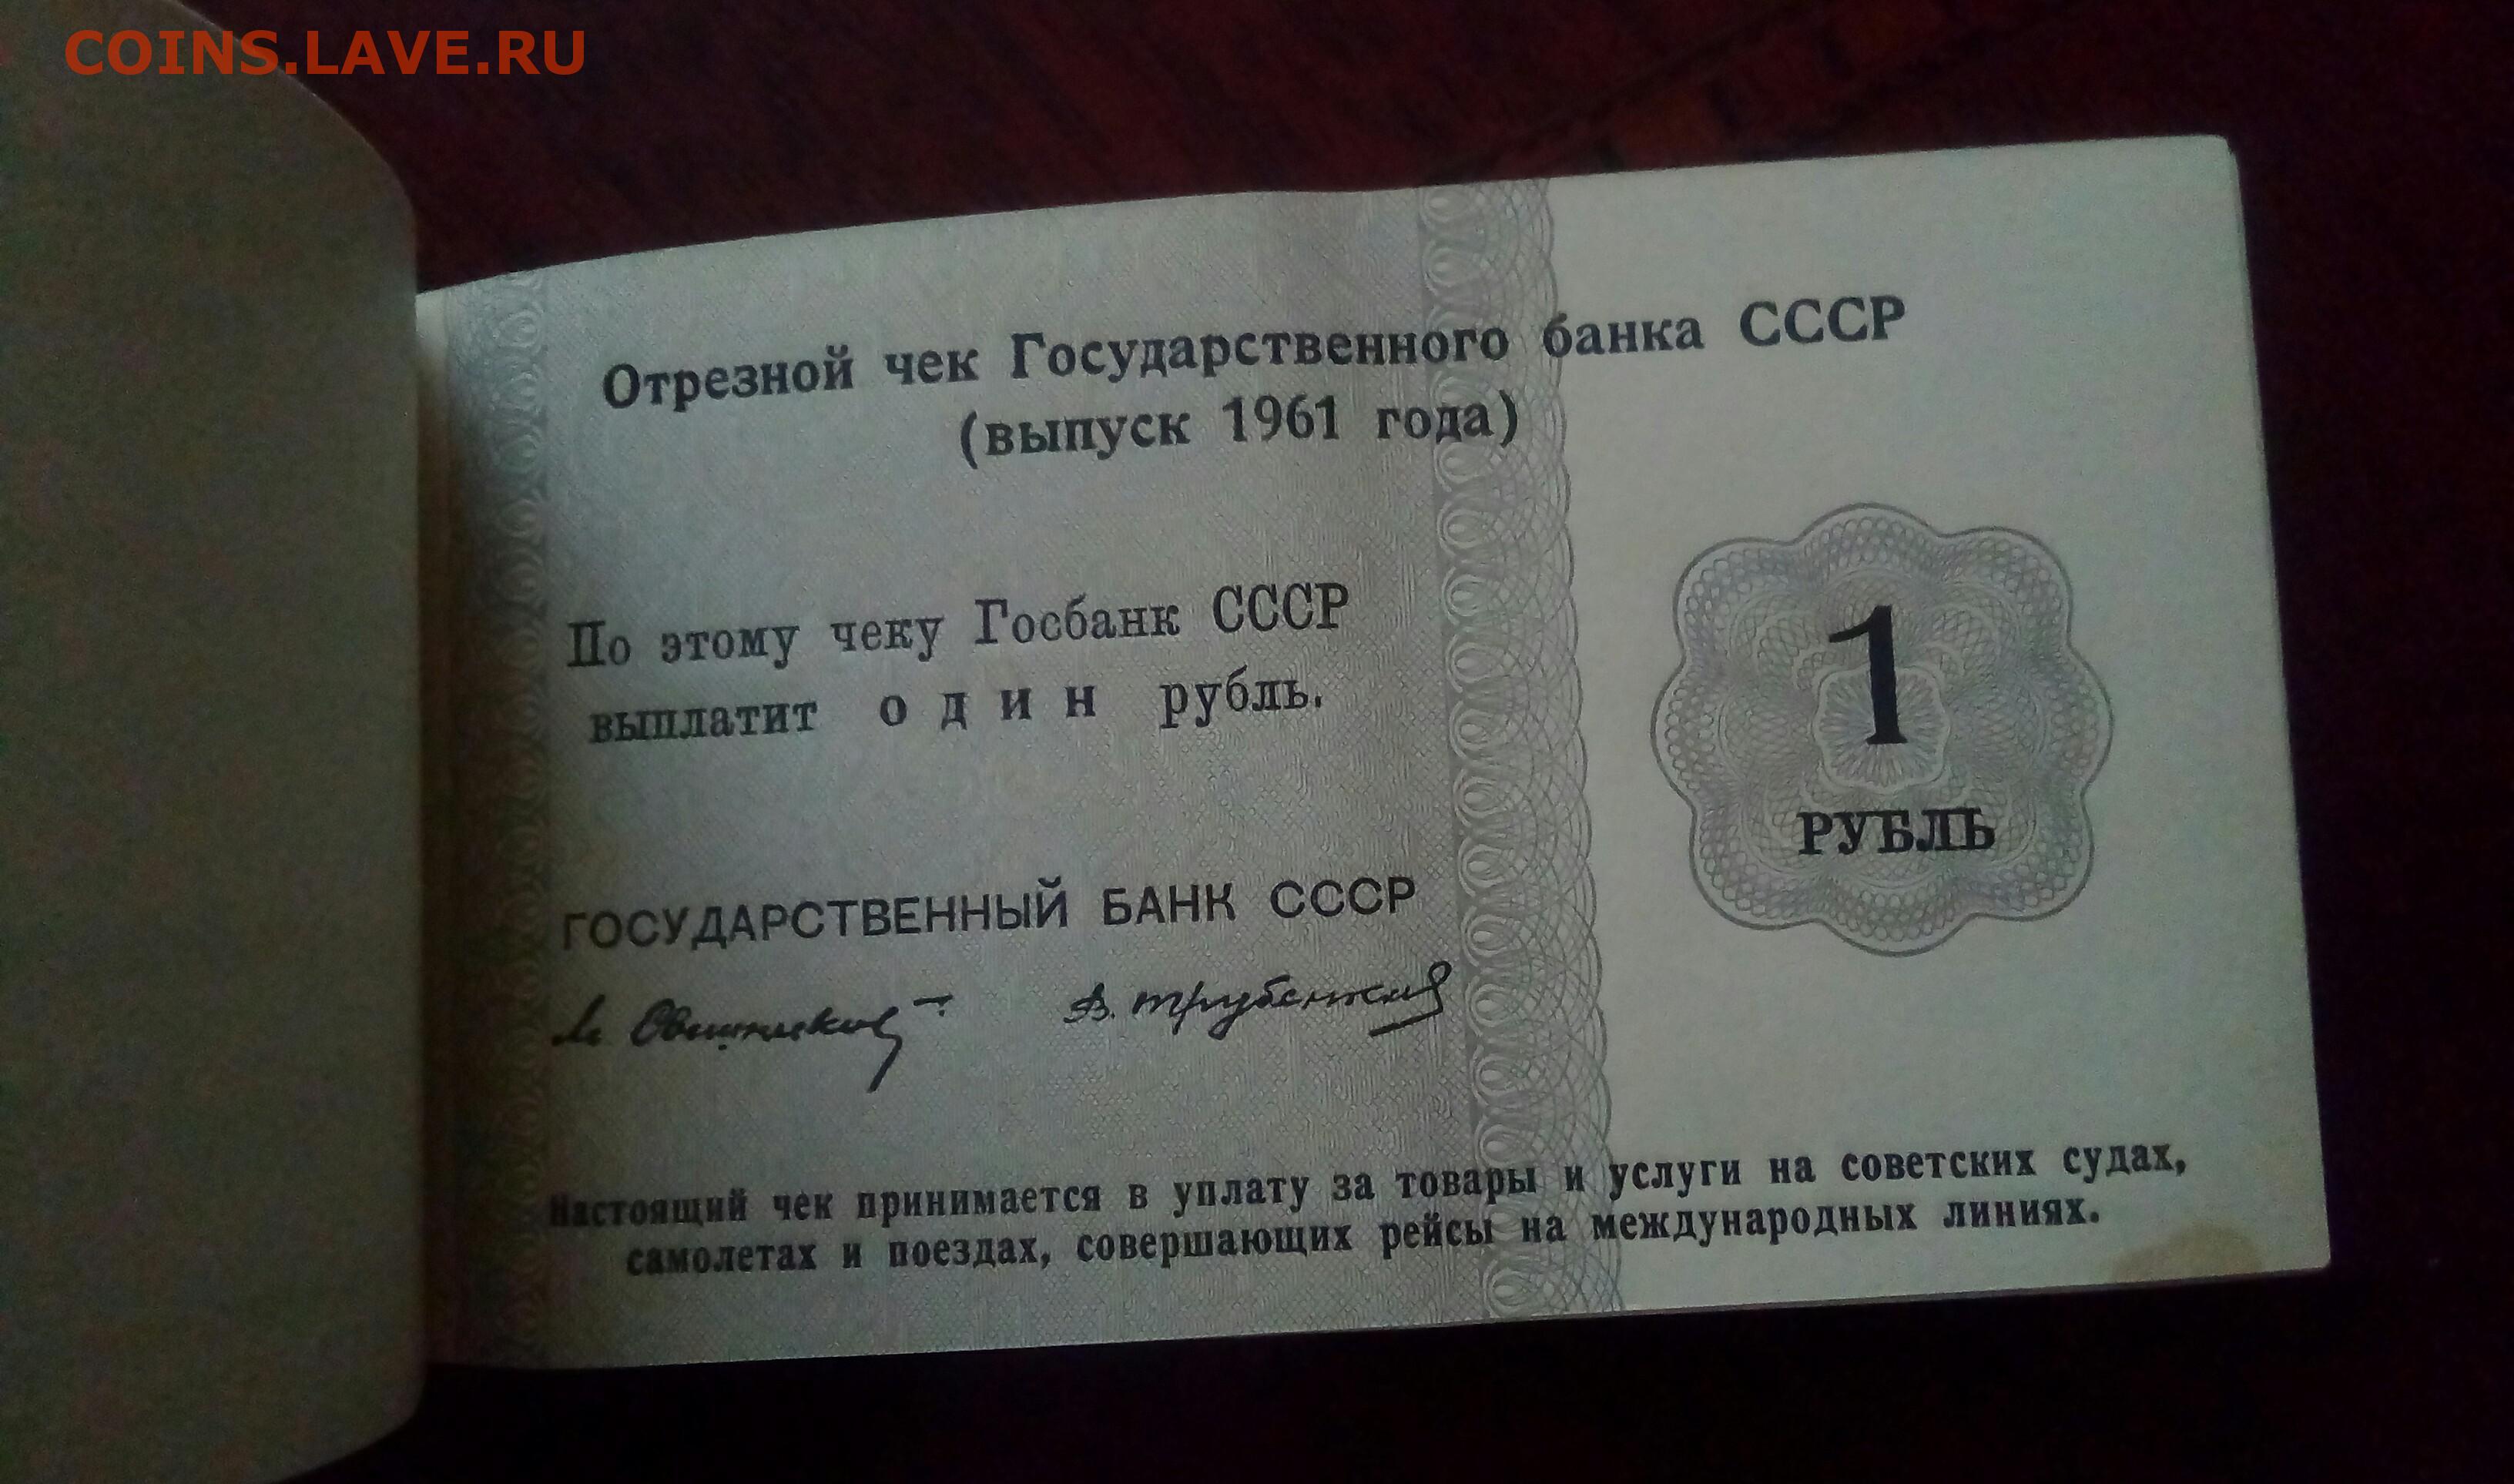 COINS.LAVE.RU
Отрезной чек Государственного банка СССР
(выпуск 1961 года)
По этому чеку Госбанк СССР
выплатит один рубль.
1
РУБЛЬ
ГОСУДАРСТВЕННЫЙ БАНК СССР
Настоящий чек принимается в уплату за товары и услуги на советских судах,
самолетах и поездах, совершающих рейсы на международных линиях.